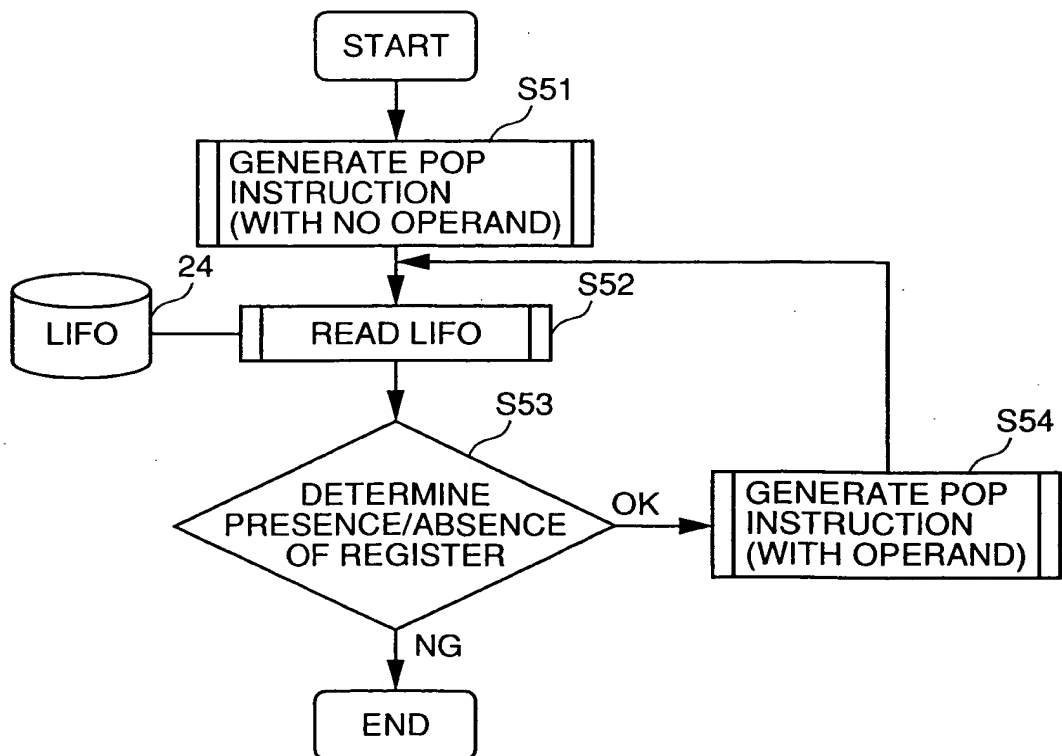 START
S51
GENERATE POP
INSTRUCTION
(WITH NO OPERAND)
24
LIFO
S52
READ LIFO
S53
DETERMINE
PRESENCE/ABSENCE
OF REGISTER
OK
S54
GENERATE POP
INSTRUCTION
(WITH OPERAND)
NG
END